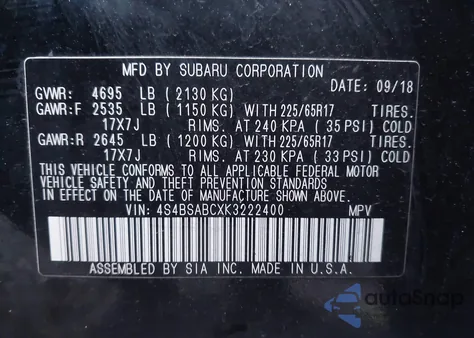 MFD BY SUBARU CORPORATION
GVWR: 4695 LB (2130 KG) DATE: 09/18
GAWR:F 2535 LB (1150 KG) WITH 225/65R17 TIRES.
17X7J RIMS. AT 240 KPA (35 PSI) COLD
GAWR:R 2645 LB (1200 KG) WITH 225/65R17 TIRES.
17X7J RIMS. AT 230 KPA (33 PSI) COLD
THIS VEHICLE CONFORMS TO ALL APPLICABLE FEDERAL MOTOR
VEHICLE SAFETY AND THEFT PREVENTION STANDARDS
IN EFFECT ON THE DATE OF MANUFACTURE SHOWN ABOVE.
VIN: 4S4BSABCXK3222400 MPV
ASSEMBLED BY SIA INC. MADE IN U.S.A.
autoSnap